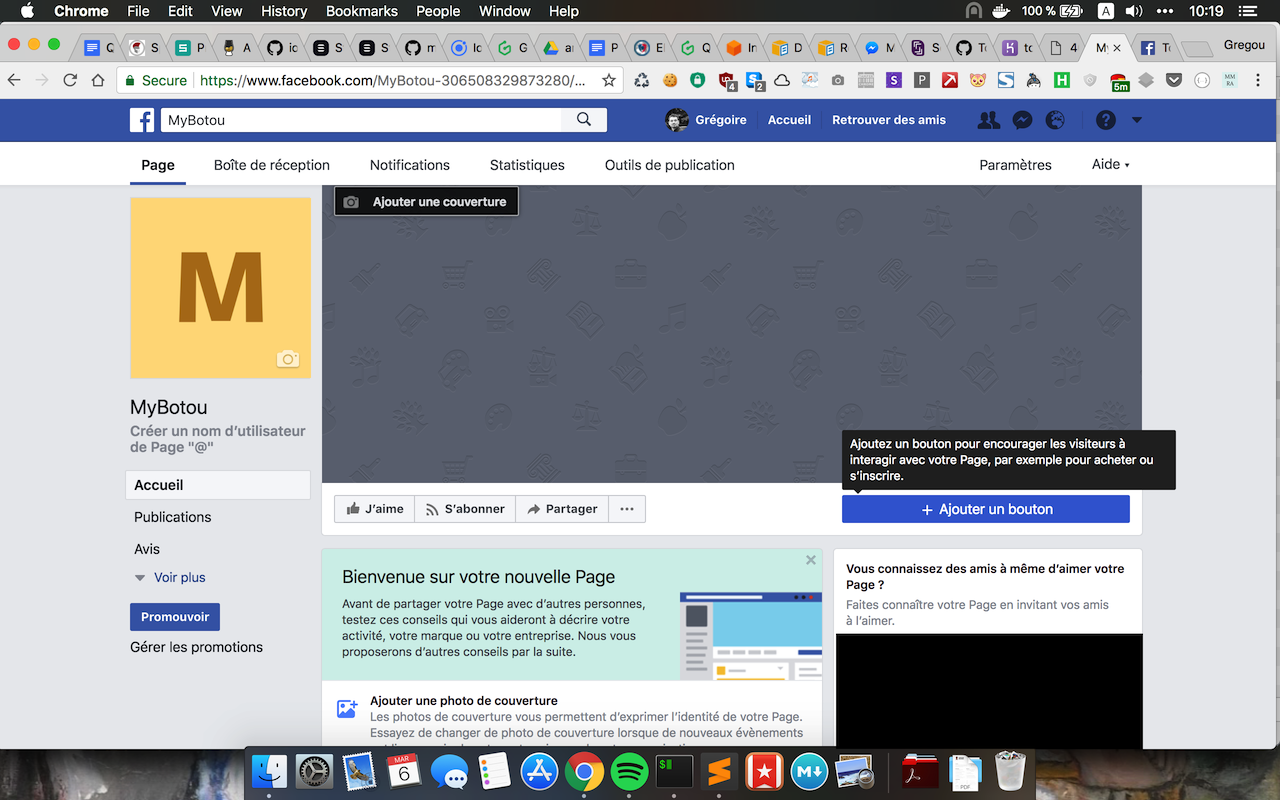 Chrome File Edit View History Bookmarks People Window Help 100 % A 10:19
Gregou
Secure https://www.facebook.com/MyBotou-306508329873280/...
MyBotou Grégoire Accueil Retrouver des amis
Page Boîte de réception Notifications Statistiques Outils de publication Paramètres Aide
Ajouter une couverture
M
MyBotou
Créer un nom d’utilisateur
de Page "@"
Accueil
Publications
Avis
Voir plus
Promouvoir
Gérer les promotions
Ajoutez un bouton pour encourager les visiteurs à
interagir avec votre Page, par exemple pour acheter ou
s’inscrire.
J’aime S’abonner Partager ...
+ Ajouter un bouton
Bienvenue sur votre nouvelle Page
Avant de partager votre Page avec d’autres personnes,
testez ces conseils qui vous aideront à décrire votre
activité, votre marque ou votre entreprise. Nous vous
proposerons d’autres conseils par la suite.
Ajouter une photo de couverture
Les photos de couverture vous permettent d’exprimer l’identité de votre Page.
Essayez de changer de photo de couverture lorsque de nouveaux évènements
Vous connaissez des amis à même d’aimer votre
Page ?
Faites connaître votre Page en invitant vos amis
à l’aimer.
MAR
6
PDF